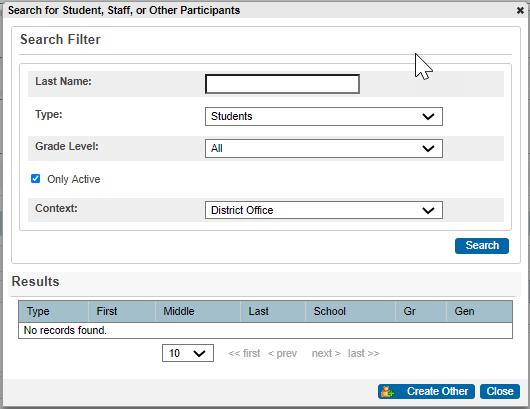 Search for Student, Staff, or Other Participants
Search Filter
Last Name:
Type: Students
Grade Level: All
Only Active
Context: District Office
Search
Results
Type First Middle Last School Gr Gen
No records found.
10 << first < prev next > last >>
Create Other Close